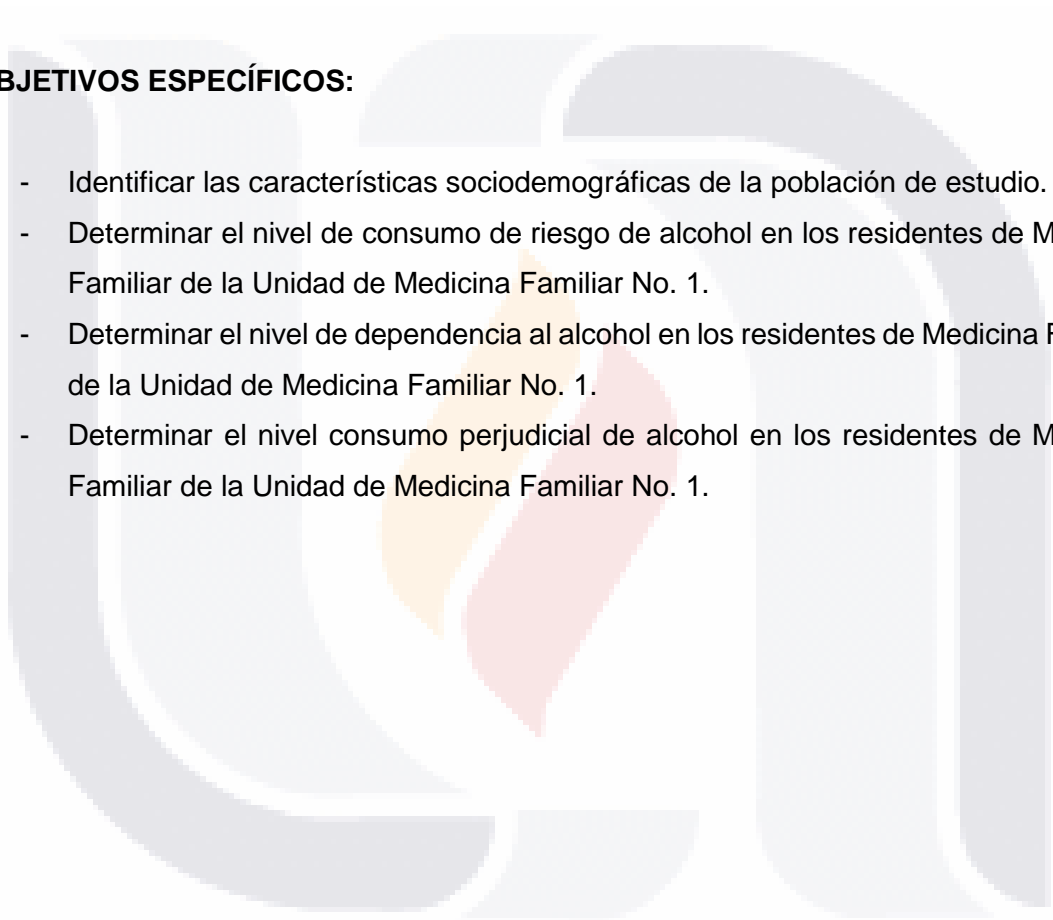 BJETIVOS ESPECÍFICOS:
- Identificar las características sociodemográficas de la población de estudio.
- Determinar el nivel de consumo de riesgo de alcohol en los residentes de M
Familiar de la Unidad de Medicina Familiar No. 1.
- Determinar el nivel de dependencia al alcohol en los residentes de Medicina F
de la Unidad de Medicina Familiar No. 1.
- Determinar el nivel consumo perjudicial de alcohol en los residentes de M
Familiar de la Unidad de Medicina Familiar No. 1.